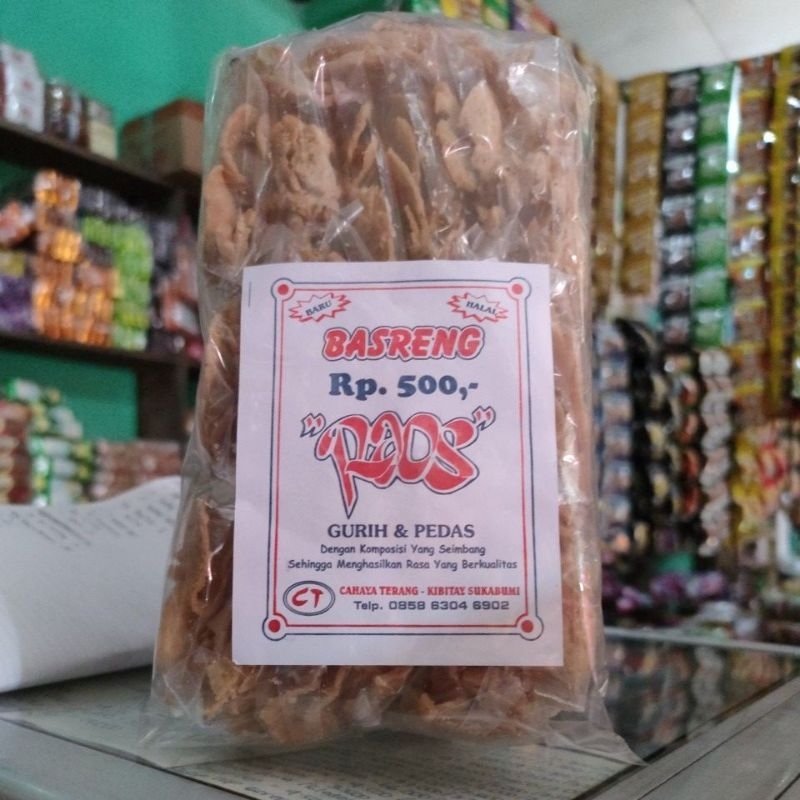 BARU
HALAL
BASRENG
Rp. 500,-
"RAOS"
GURIH & PEDAS
Dengan Komposisi Yang Seimbang
Sehingga Menghasilkan Rasa Yang Berkualitas
CT
CAHAYA TERANG - KIBITAY SUKABUMI
Telp. 0858 6304 6902